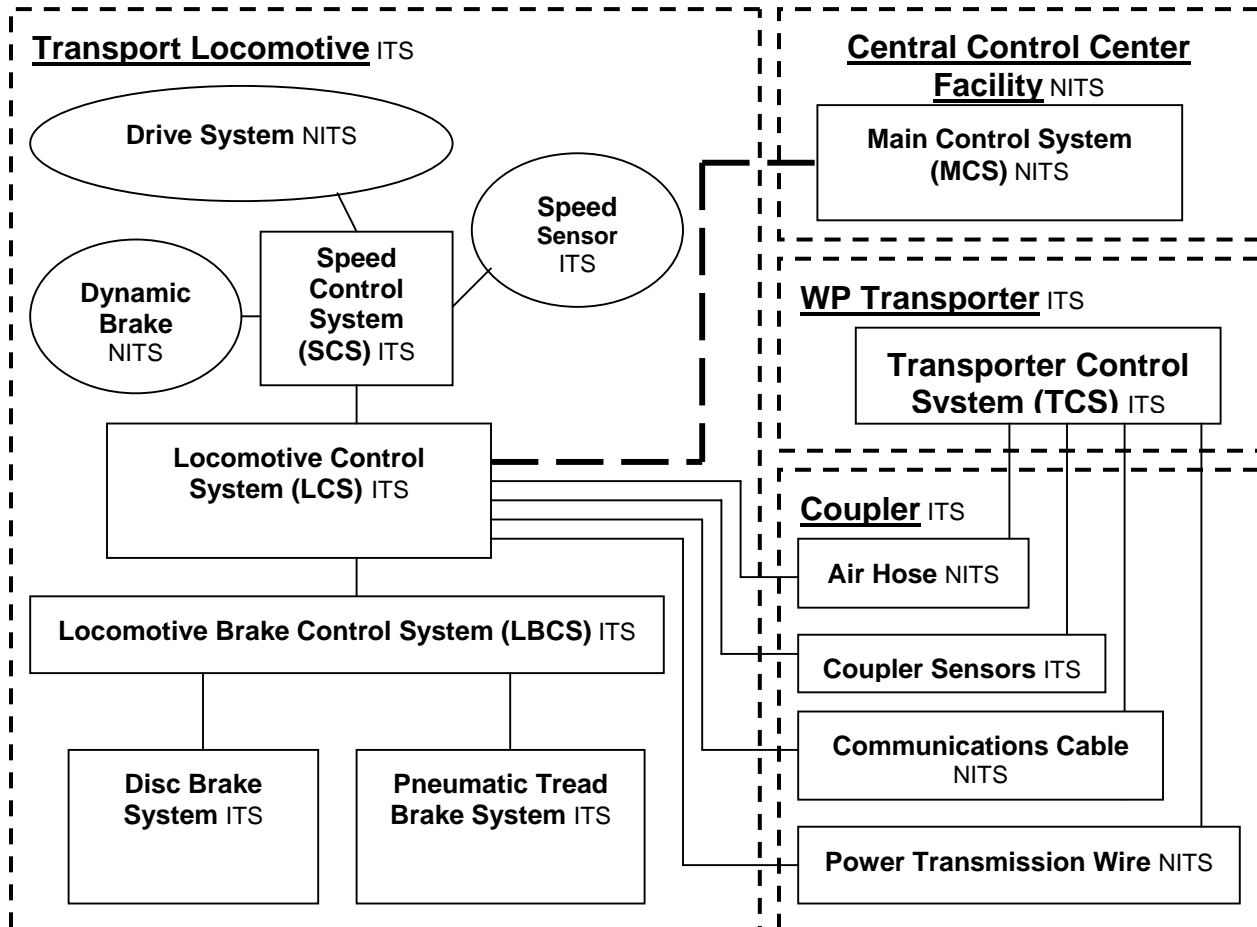 Transport Locomotive ITS
Drive System NITS
Speed
Sensor
ITS
Speed
Control
System
(SCS) ITS
Dynamic
Brake
NITS
Locomotive Control
System (LCS) ITS
Locomotive Brake Control System (LBCS) ITS
Disc Brake
System ITS
Pneumatic Tread
Brake System ITS
Central Control Center
Facility NITS
Main Control System
(MCS) NITS
WP Transporter ITS
Transporter Control
System (TCS) ITS
Coupler ITS
Air Hose NITS
Coupler Sensors ITS
Communications Cable
NITS
Power Transmission Wire NITS